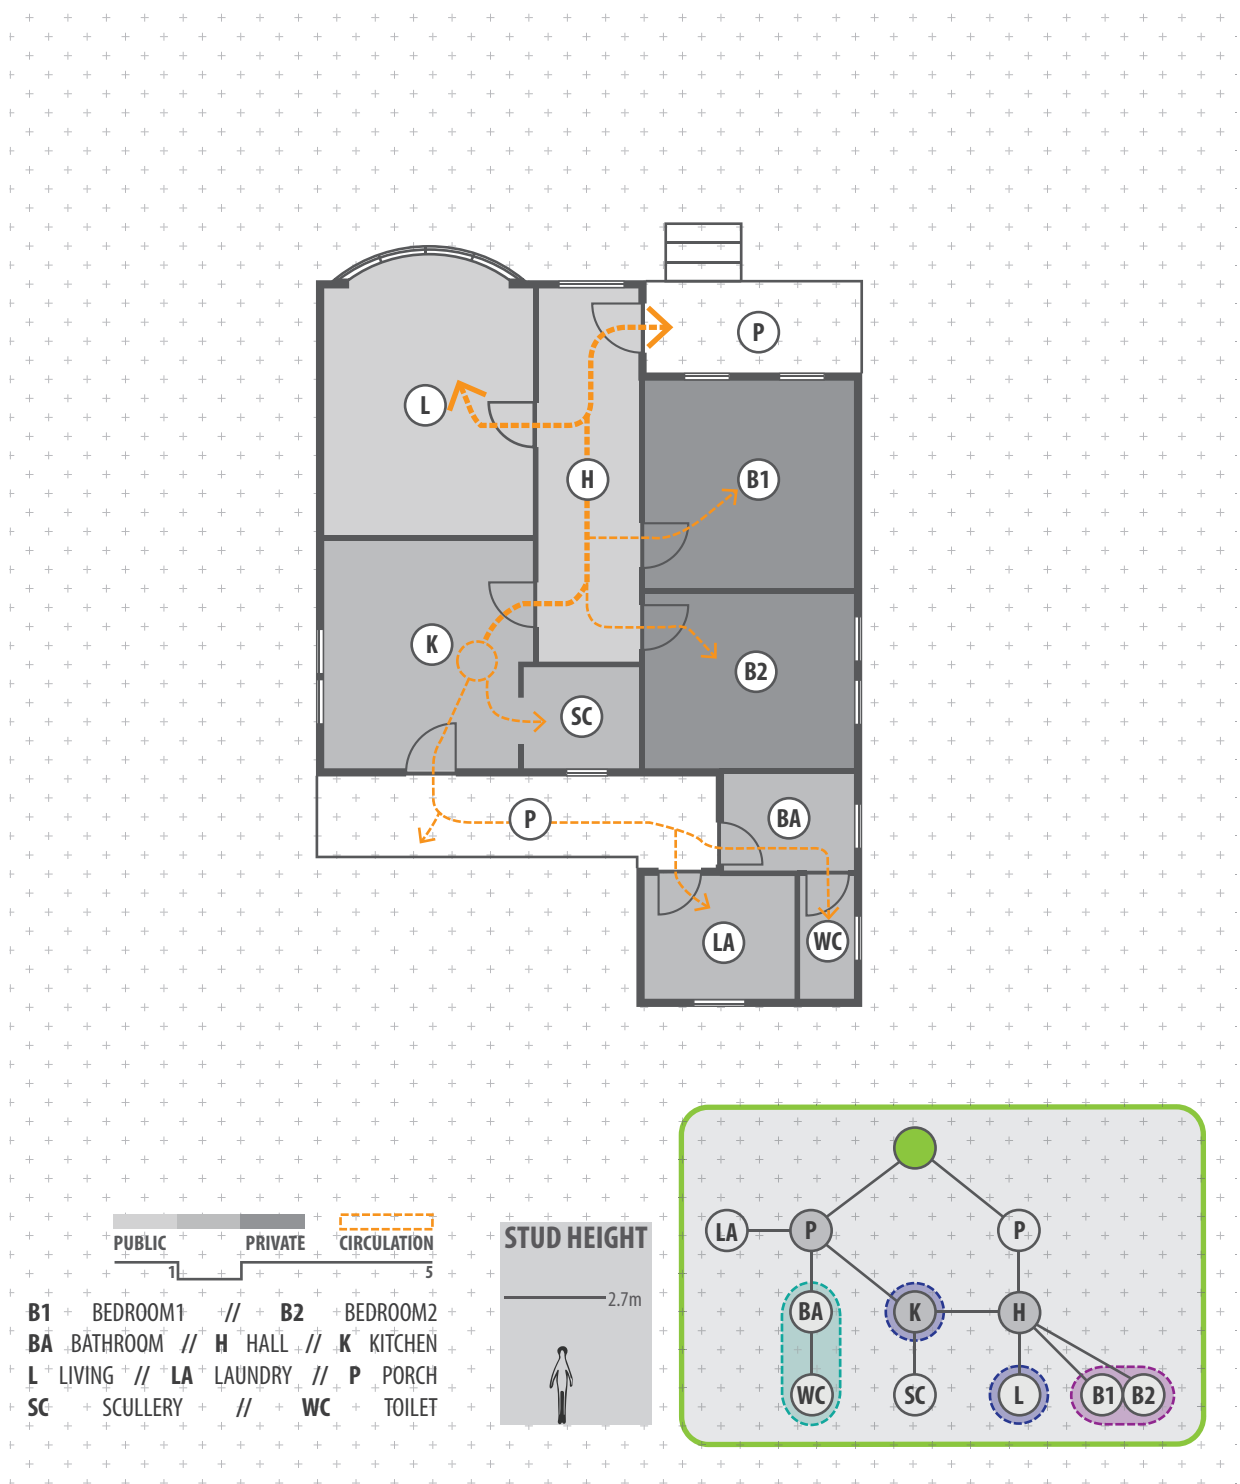 P
L
H
B1
K
B2
SC
P
BA
LA
WC
PUBLIC PRIVATE CIRCULATION
1 5
B1 BEDROOM1 // B2 BEDROOM2
BA BATHROOM // H HALL // K KITCHEN
L LIVING // LA LAUNDRY // P PORCH
SC SCULLERY // WC TOILET
STUD HEIGHT
2.7m
LA P P
BA K H
WC SC L B1 B2